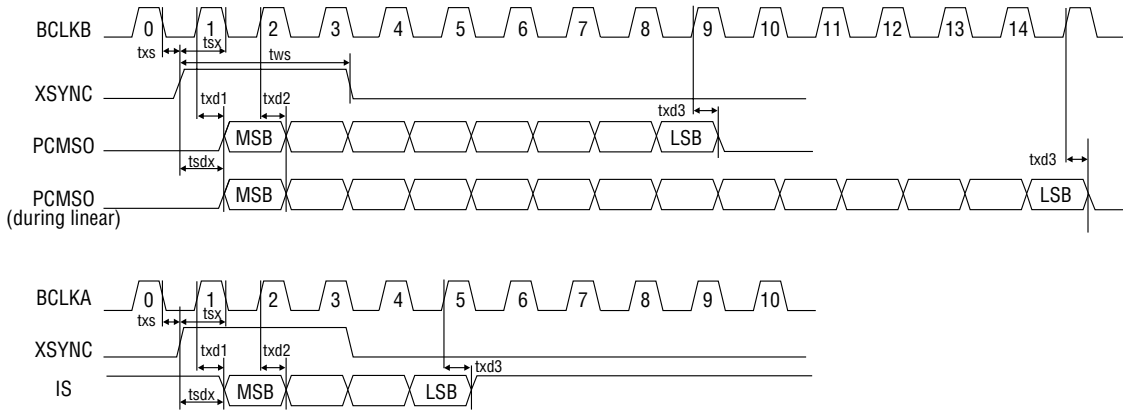 BCLKB 0 1 2 3 4 5 6 7 8 9 10 11 12 13 14
txs tsx
tws
XSYNC
txd1 txd2 txd3
PCMSO MSB LSB
tsdx txd3
PCMSO MSB LSB
(during linear)
BCLKA 0 1 2 3 4 5 6 7 8 9 10
txs tsx
XSYNC
txd1 txd2 txd3
IS MSB LSB
tsdx